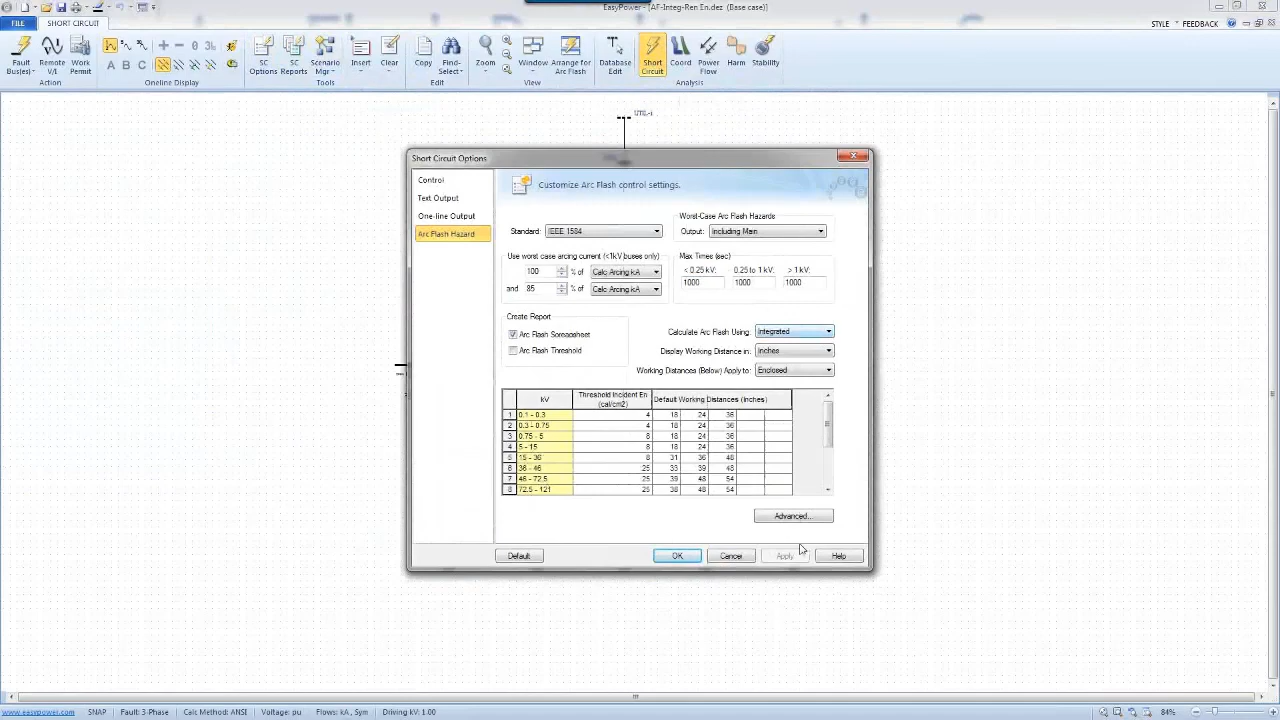 EasyPower - [AF-Integ-Ren En.dez (Base case)]
FILE SHORT CIRCUIT STYLE FEEDBACK
Fault Bus(es) Remote V/I Work Permit
A B C
SC Options SC Reports Scenario Mgr Insert Clear Copy Find-Select Zoom Window Arrange for Arc Flash Database Edit Short Circuit Coord Power Flow Harm Stability
Action Oneline Display Tools Edit View Analysis
UTIL-1
Short Circuit Options
Control
Text Output
One-line Output
Arc Flash Hazard
Customize Arc Flash control settings.
Standard: IEEE 1584
Worst-Case Arc Flash Hazards
Output: Including Main
Use worst case arcing current (<1kV buses only)
100 % of Calc Arcing kA
and 85 % of Calc Arcing kA
Max Times (sec)
< 0.25 kV: 0.25 to 1 kV: > 1 kV:
1000 1000 1000
Create Report
Arc Flash Spreadsheet
Arc Flash Threshold
Calculate Arc Flash Using: Integrated
Display Working Distance in: Inches
Working Distances (Below) Apply to: Enclosed
kV Threshold Incident En (cal/cm2) Default Working Distances (Inches)
1 0.1 - 0.3 4 18 24 36
2 0.3 - 0.75 4 18 24 36
3 0.75 - 5 8 18 24 36
4 5 - 15 8 18 24 36
5 15 - 36 8 31 36 48
6 36 - 46 25 33 39 48
7 46 - 72.5 25 39 48 54
8 72.5 - 121 25 38 48 54
Advanced...
Default OK Cancel Apply Help
www.easypower.com SNAP Fault: 3-Phase Calc Method: ANSI Voltage: pu Flows: kA , Sym Driving kV: 1.00 84%